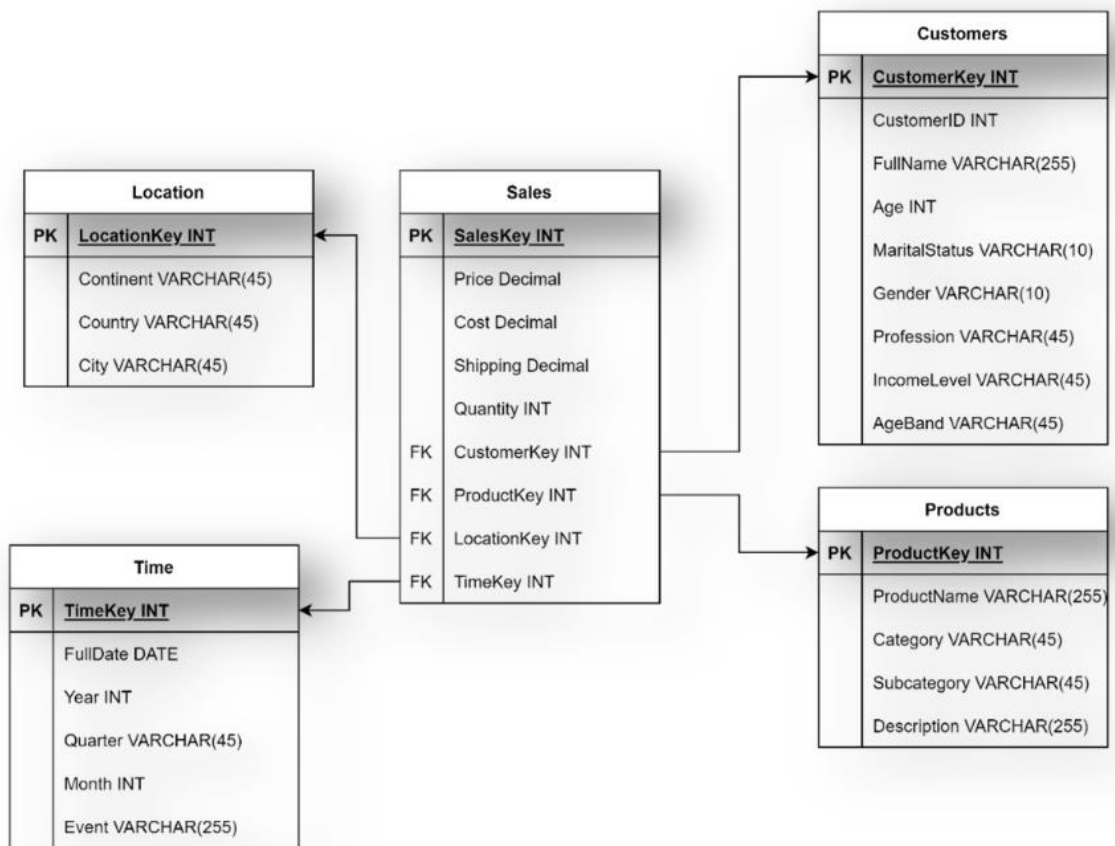 Customers
PK CustomerKey INT
CustomerID INT
FullName VARCHAR(255)
Age INT
MaritalStatus VARCHAR(10)
Gender VARCHAR(10)
Profession VARCHAR(45)
IncomeLevel VARCHAR(45)
AgeBand VARCHAR(45)
Location
PK LocationKey INT
Continent VARCHAR(45)
Country VARCHAR(45)
City VARCHAR(45)
Sales
PK SalesKey INT
Price Decimal
Cost Decimal
Shipping Decimal
Quantity INT
FK CustomerKey INT
FK ProductKey INT
FK LocationKey INT
FK TimeKey INT
Products
PK ProductKey INT
ProductName VARCHAR(255)
Category VARCHAR(45)
Subcategory VARCHAR(45)
Description VARCHAR(255)
Time
PK TimeKey INT
FullDate DATE
Year INT
Quarter VARCHAR(45)
Month INT
Event VARCHAR(255)